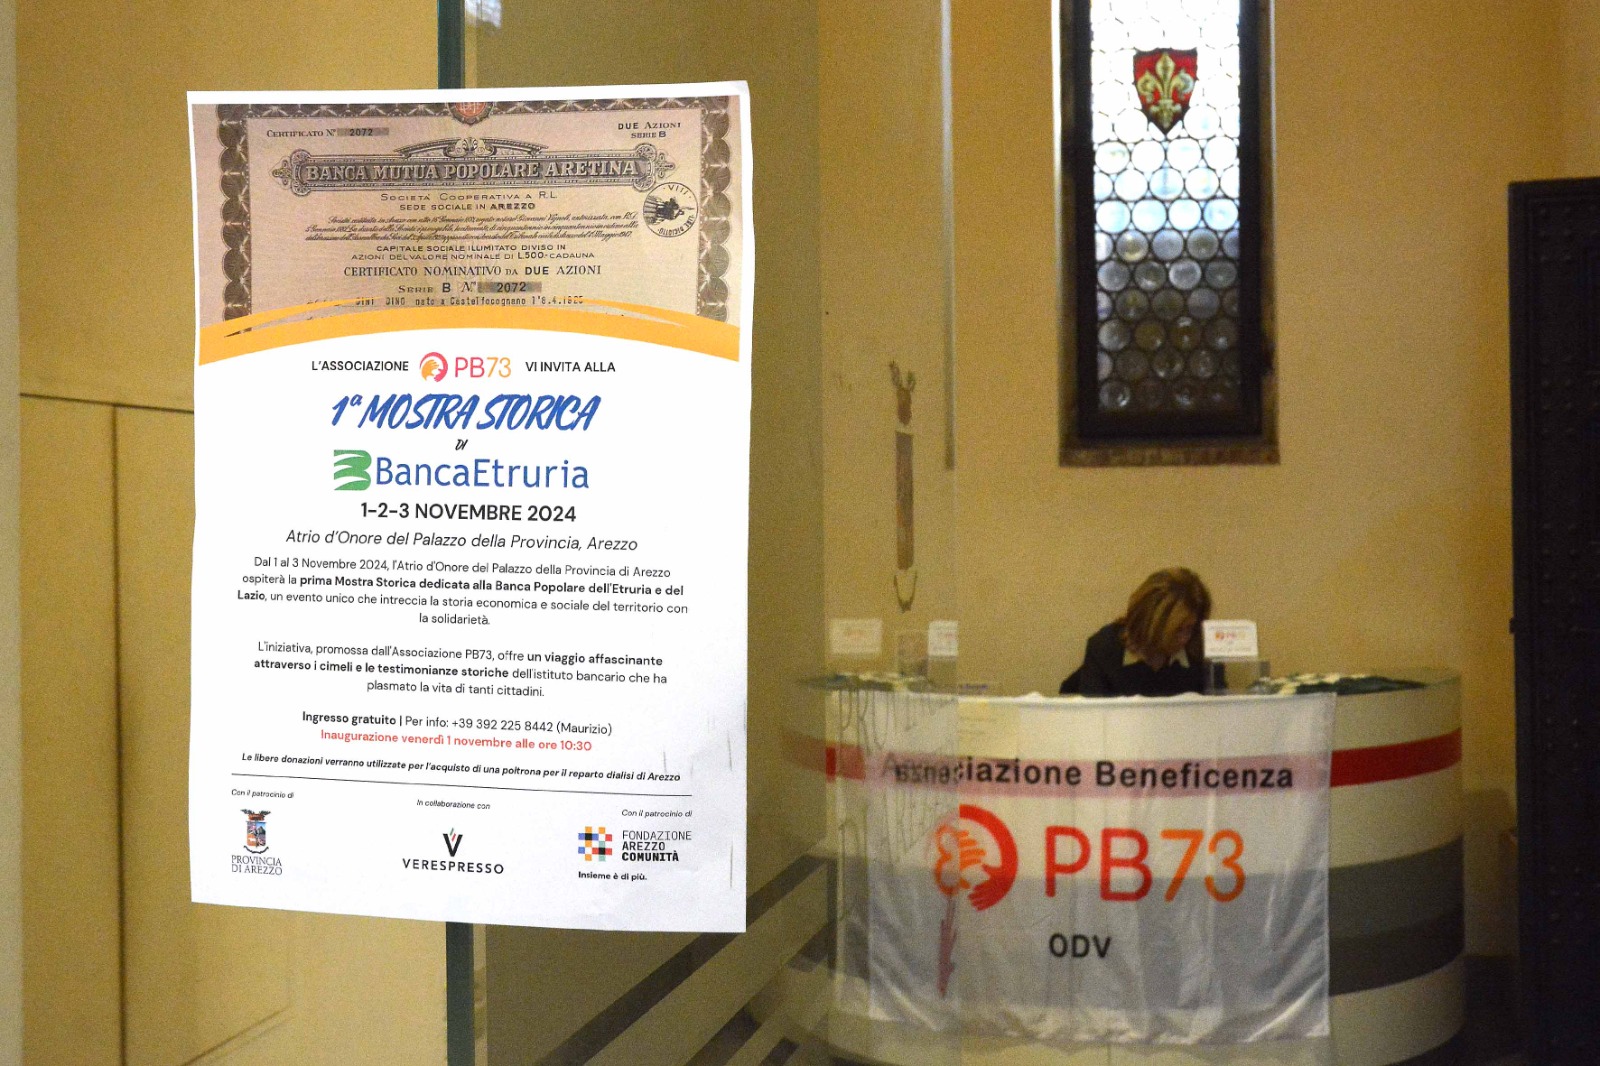 CERTIFICATO N° 2072
DUE AZIONI
SERIE B
BANCA MUTUA POPOLARE ARETINA
SOCIETÀ COOPERATIVA A R.L.
SEDE SOCIALE IN AREZZO
CAPITALE SOCIALE ILLIMITATO DIVISO IN
AZIONI DEL VALORE NOMINALE DI L.500.- CADAUNA
CERTIFICATO NOMINATIVO DA DUE AZIONI
SERIE B N° 2072
DINI DINO nato a Castelfocognano l'8.4.1925
L'ASSOCIAZIONE PB73 VI INVITA ALLA
1ª MOSTRA STORICA
DI
BancaEtruria
1-2-3 NOVEMBRE 2024
Atrio d'Onore del Palazzo della Provincia, Arezzo
Dal 1 al 3 Novembre 2024, l'Atrio d'Onore del Palazzo della Provincia di Arezzo
ospiterà la prima Mostra Storica dedicata alla Banca Popolare dell'Etruria e del
Lazio, un evento unico che intreccia la storia economica e sociale del territorio con
la solidarietà.
L'iniziativa, promossa dall'Associazione PB73, offre un viaggio affascinante
attraverso i cimeli e le testimonianze storiche dell'istituto bancario che ha
plasmato la vita di tanti cittadini.
Ingresso gratuito | Per info: +39 392 225 8442 (Maurizio)
Inaugurazione venerdì 1 novembre alle ore 10:30
Le libere donazioni verranno utilizzate per l'acquisto di una poltrona per il reparto dialisi di Arezzo
Con il patrocinio di
In collaborazione con
Con il patrocinio di
PROVINCIA
DI AREZZO
VERESPRESSO
FONDAZIONE
AREZZO
COMUNITÀ
Insieme è di più.
Associazione Beneficenza
PB73
ODV